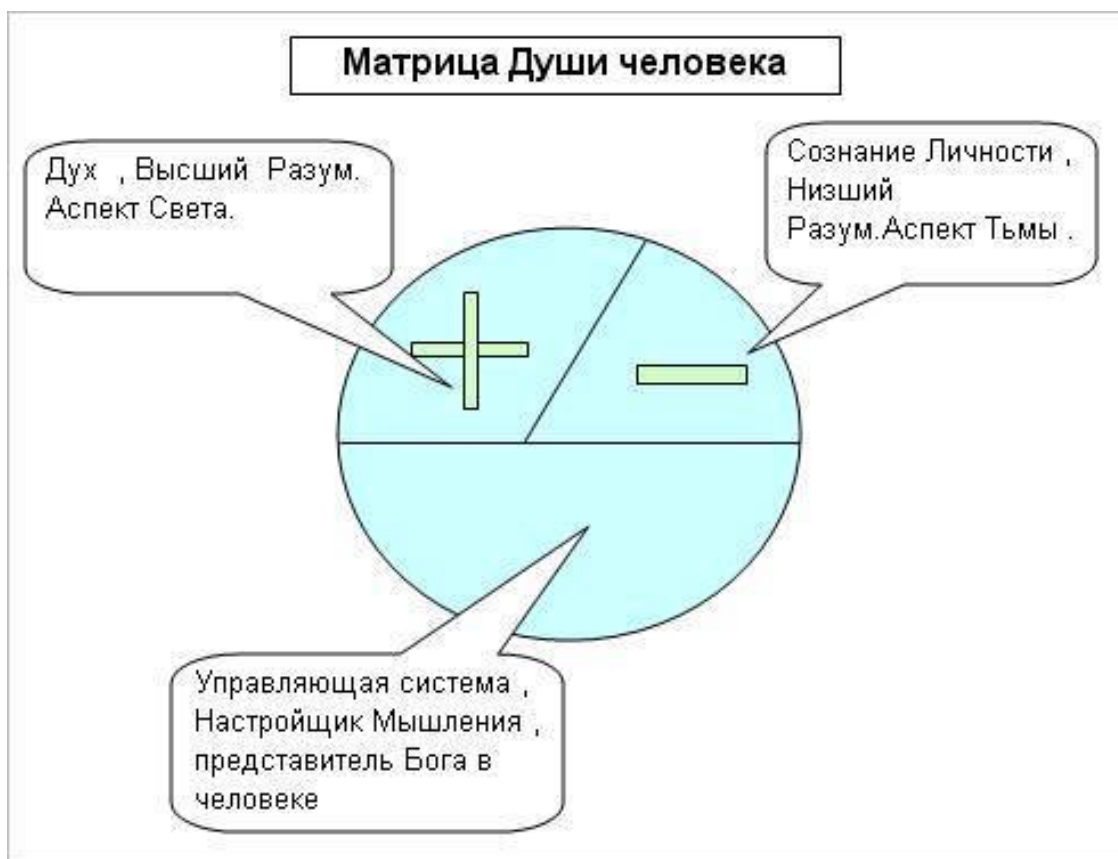 Матрица Души человека
Дух , Высший Разум.
Аспект Света.
Сознание Личности ,
Низший
Разум.Аспект Тьмы .
Управляющая система ,
Настройщик Мышления ,
представитель Бога в
человеке